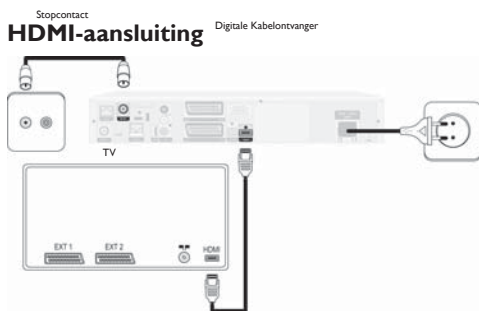 Stopcontact
HDMI-aansluiting
Digitale Kabelontvanger
TV
EXT 1
EXT 2
HDMI